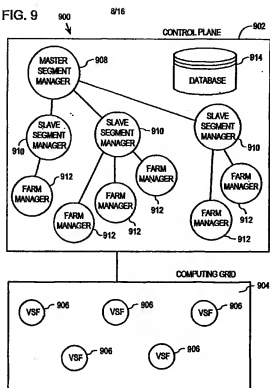 FIG. 9
900
8/16
902
CONTROL PLANE
MASTER
SEGMENT
MANAGER
908
914
DATABASE
SLAVE
SEGMENT
MANAGER
910
SLAVE
SEGMENT
MANAGER
910
SLAVE
SEGMENT
MANAGER
910
FARM
MANAGER
912
FARM
MANAGER
912
FARM
MANAGER
912
FARM
MANAGER
912
FARM
MANAGER
912
FARM
MANAGER
912
COMPUTING GRID
904
VSF
906
VSF
906
VSF
906
VSF
906
VSF
906